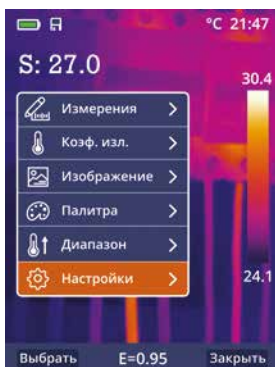 °C 21:47
S: 27.0
30.4
Измерения
Коэф. изл.
Изображение
Палитра
Диапазон
Настройки
24.1
Выбрать E=0.95 Закрыть